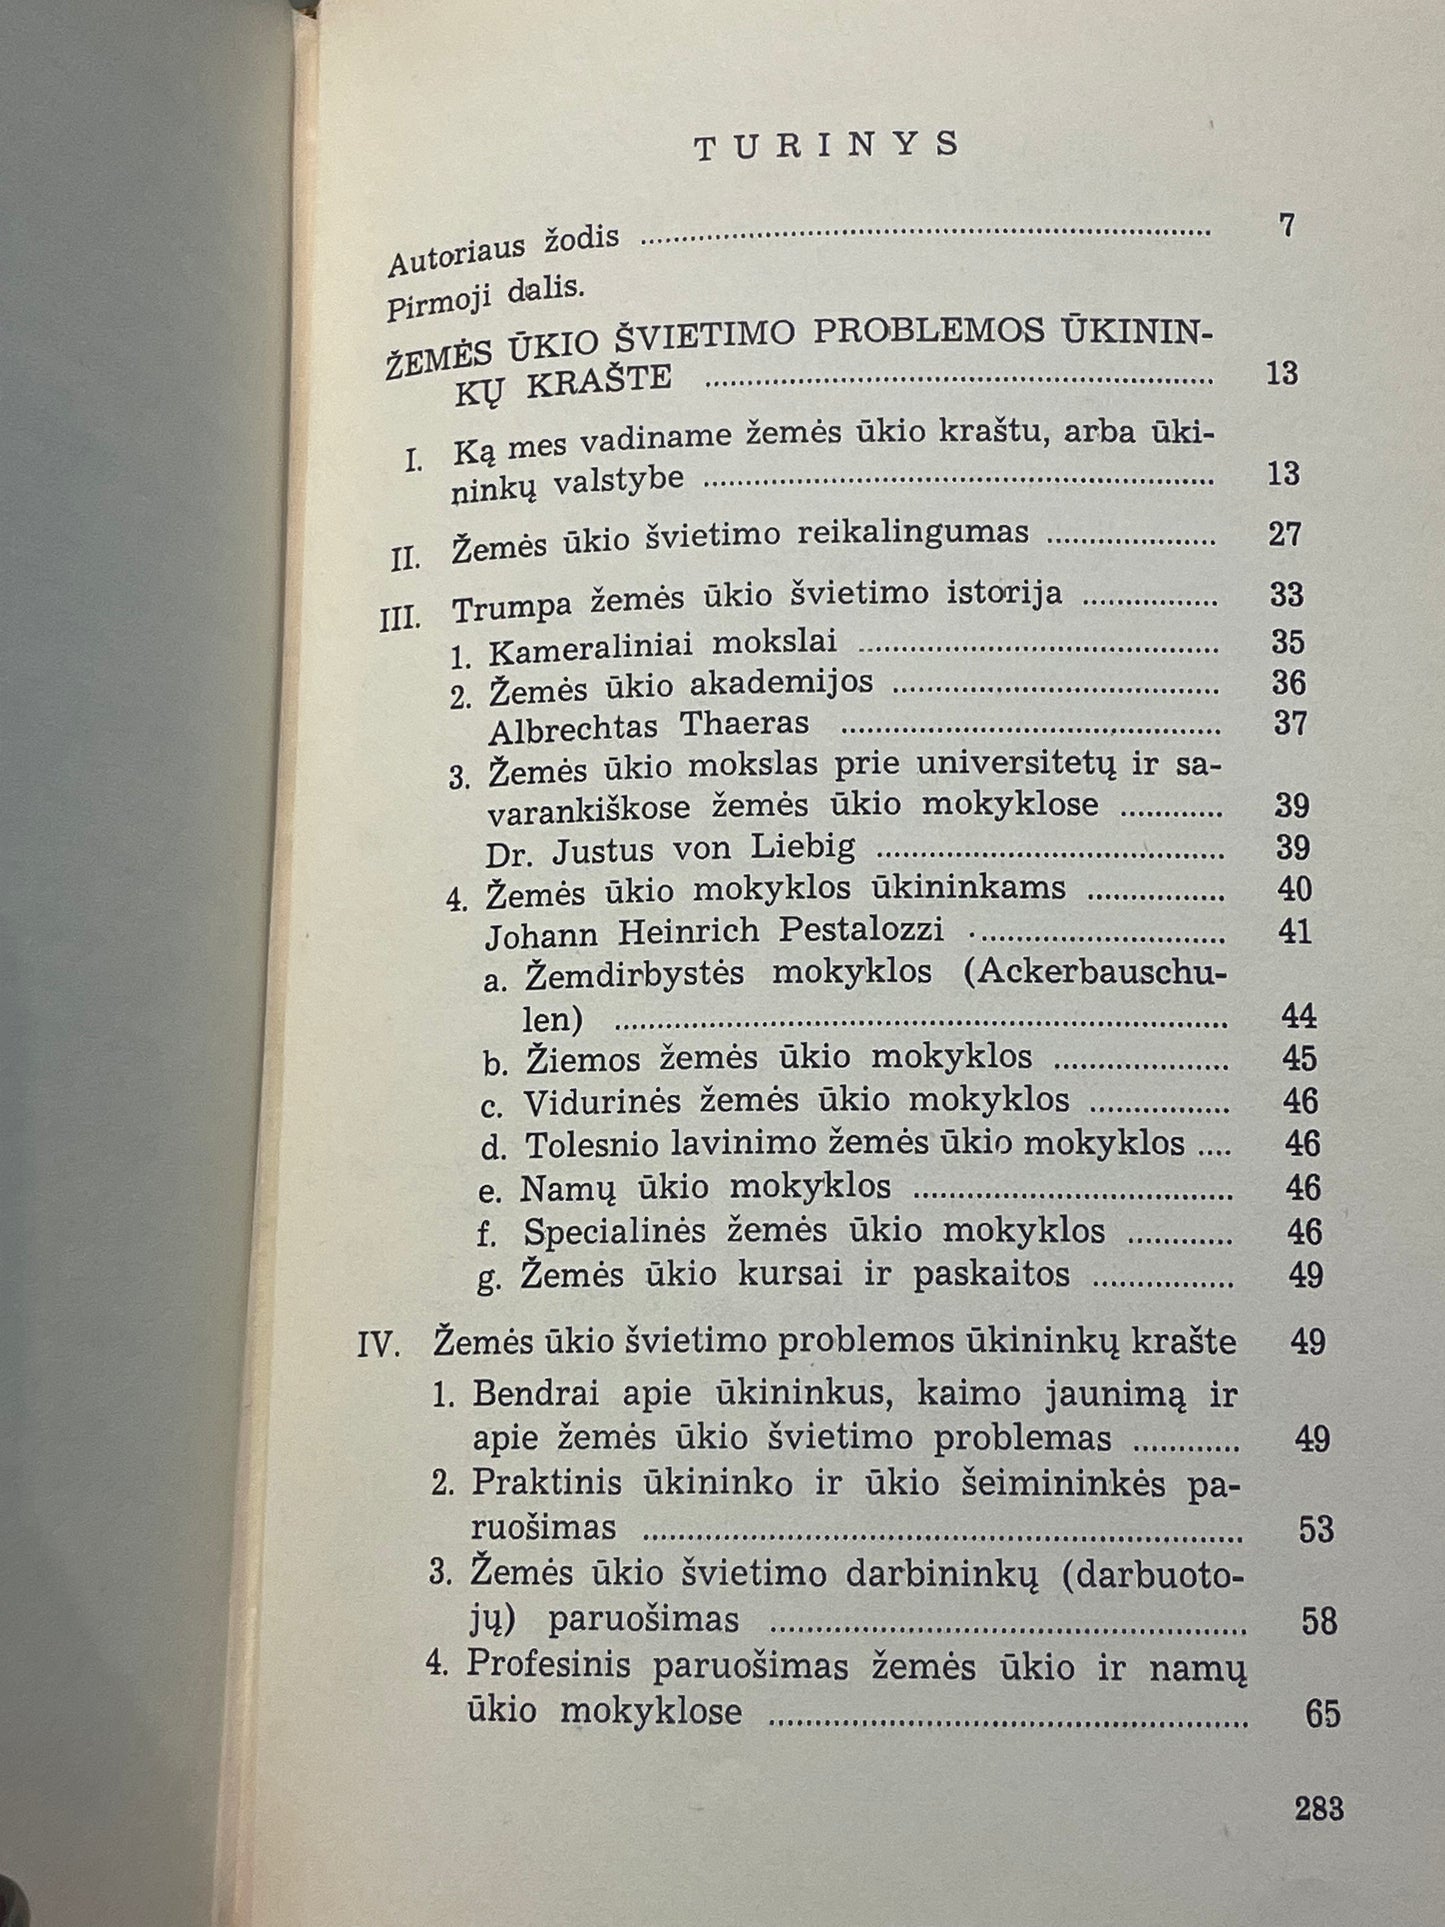 TURINYS
Autoriaus žodis ........ 7
Pirmoji dalis.
ŽEMĖS ŪKIO ŠVIETIMO PROBLEMOS ŪKININ-
KŲ KRAŠTE ........ 13
I. Ką mes vadiname žemės ūkio kraštu, arba ūki-
ninkų valstybe ........ 13
II. Žemės ūkio švietimo reikalingumas ........ 27
III. Trumpa žemės ūkio švietimo istorija ........ 33
1. Kameraliniai mokslai ........ 35
2. Žemės ūkio akademijos ........ 36
Albrechtas Thaeras ........ 37
3. Žemės ūkio mokslas prie universitetų ir sa-
varankiškose žemės ūkio mokyklose ........ 39
Dr. Justus von Liebig ........ 39
4. Žemės ūkio mokyklos ūkininkams ........ 40
Johann Heinrich Pestalozzi ........ 41
a. Žemdirbystės mokyklos (Ackerbauschu-
len) ........ 44
b. Žiemos žemės ūkio mokyklos ........ 45
c. Vidurinės žemės ūkio mokyklos ........ 46
d. Tolesnio lavinimo žemės ūkio mokyklos .... 46
e. Namų ūkio mokyklos ........ 46
f. Specialinės žemės ūkio mokyklos ........ 46
g. Žemės ūkio kursai ir paskaitos ........ 49
IV. Žemės ūkio švietimo problemos ūkininkų krašte 49
1. Bendrai apie ūkininkus, kaimo jaunimą ir
apie žemės ūkio švietimo problemas ........ 49
2. Praktinis ūkininko ir ūkio šeimininkės pa-
ruošimas ........ 53
3. Žemės ūkio švietimo darbininkų (darbuoto-
jų) paruošimas ........ 58
4. Profesinis paruošimas žemės ūkio ir namų
ūkio mokyklose ........ 65
283